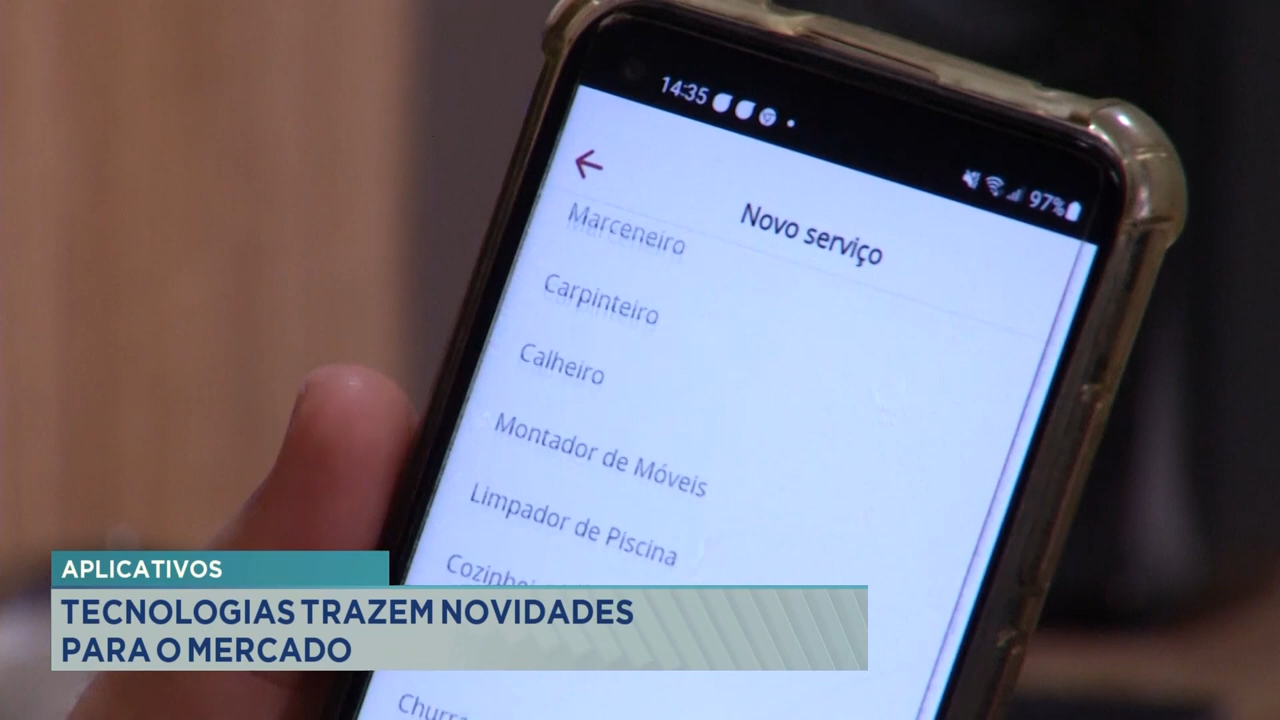 14:35
97%
Novo serviço
Marceneiro
Carpinteiro
Calheiro
Montador de Móveis
Limpador de Piscina
APLICATIVOS
TECNOLOGIAS TRAZEM NOVIDADES
PARA O MERCADO